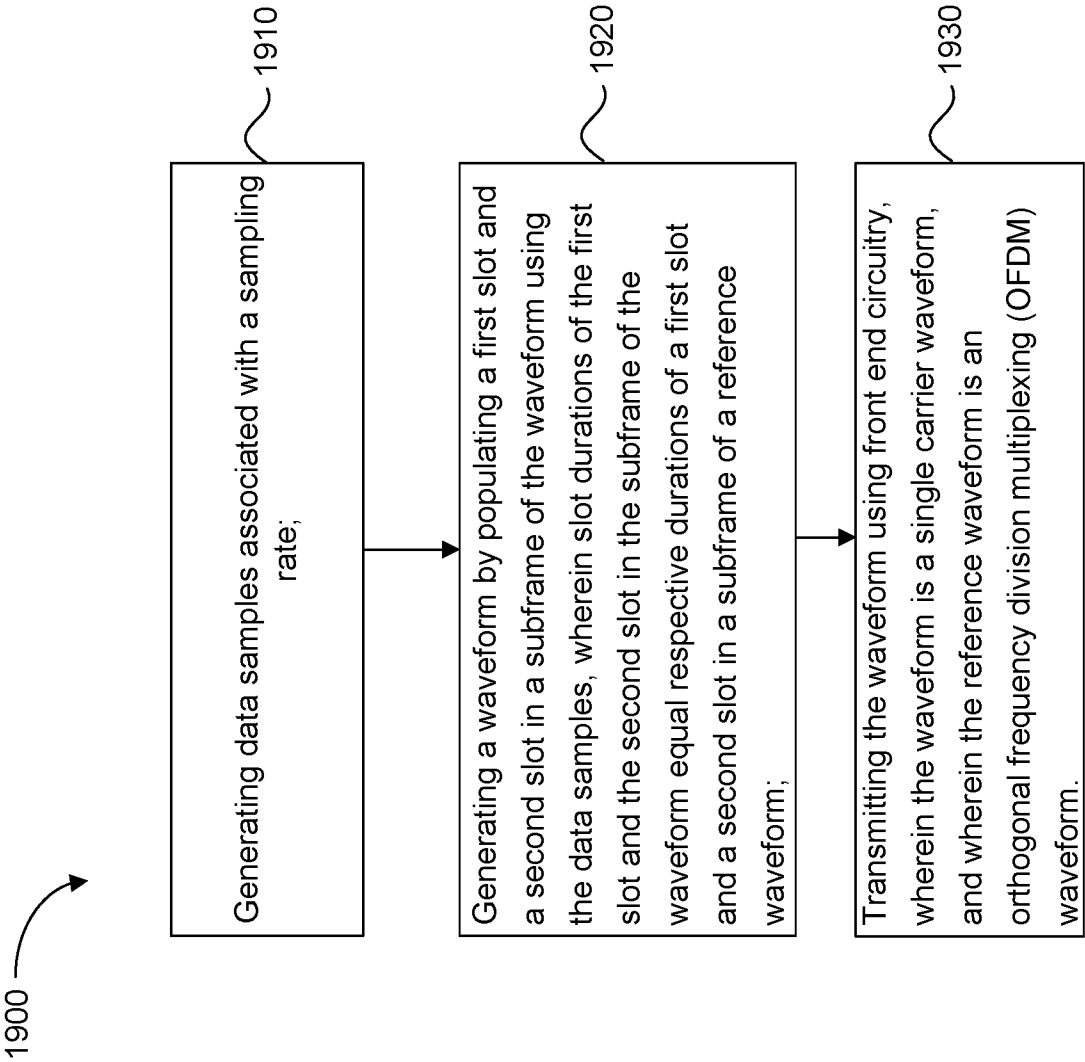 1900
Generating data samples associated with a sampling
rate;
1910
Generating a waveform by populating a first slot and
a second slot in a subframe of the waveform using
the data samples, wherein slot durations of the first
slot and the second slot in the subframe of the
waveform equal respective durations of a first slot
and a second slot in a subframe of a reference
waveform;
1920
Transmitting the waveform using front end circuitry,
wherein the waveform is a single carrier waveform,
and wherein the reference waveform is an
orthogonal frequency division multiplexing (OFDM)
waveform.
1930